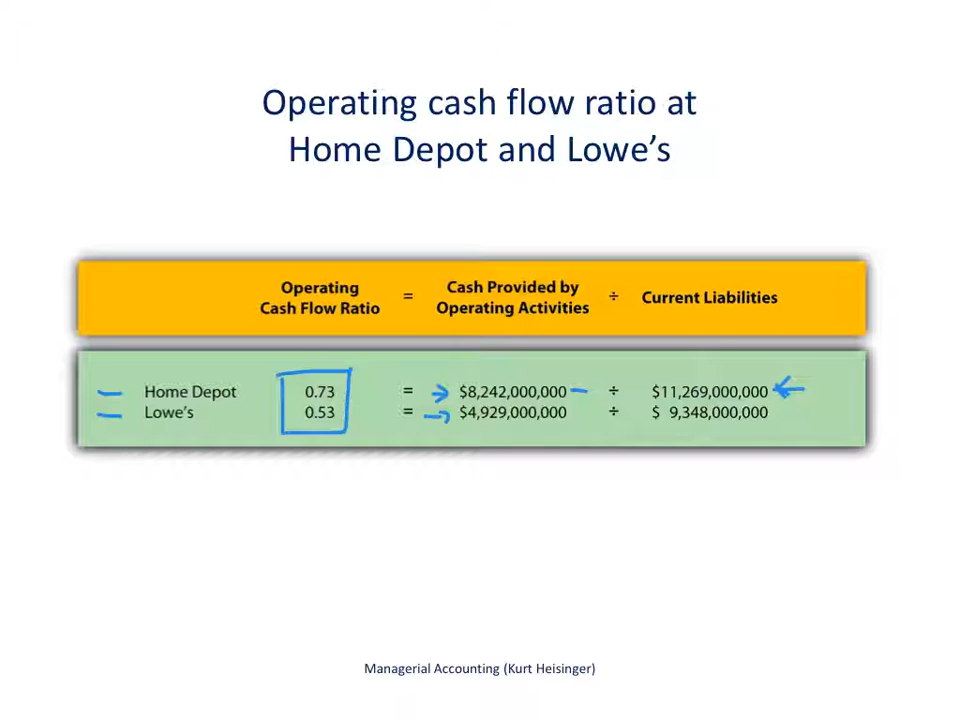 Operating cash flow ratio at
Home Depot and Lowe's
Operating Cash Flow Ratio = Cash Provided by Operating Activities ÷ Current Liabilities
Home Depot 0.73 = $8,242,000,000 ÷ $11,269,000,000
Lowe's 0.53 = $4,929,000,000 ÷ $ 9,348,000,000
Managerial Accounting (Kurt Heisinger)